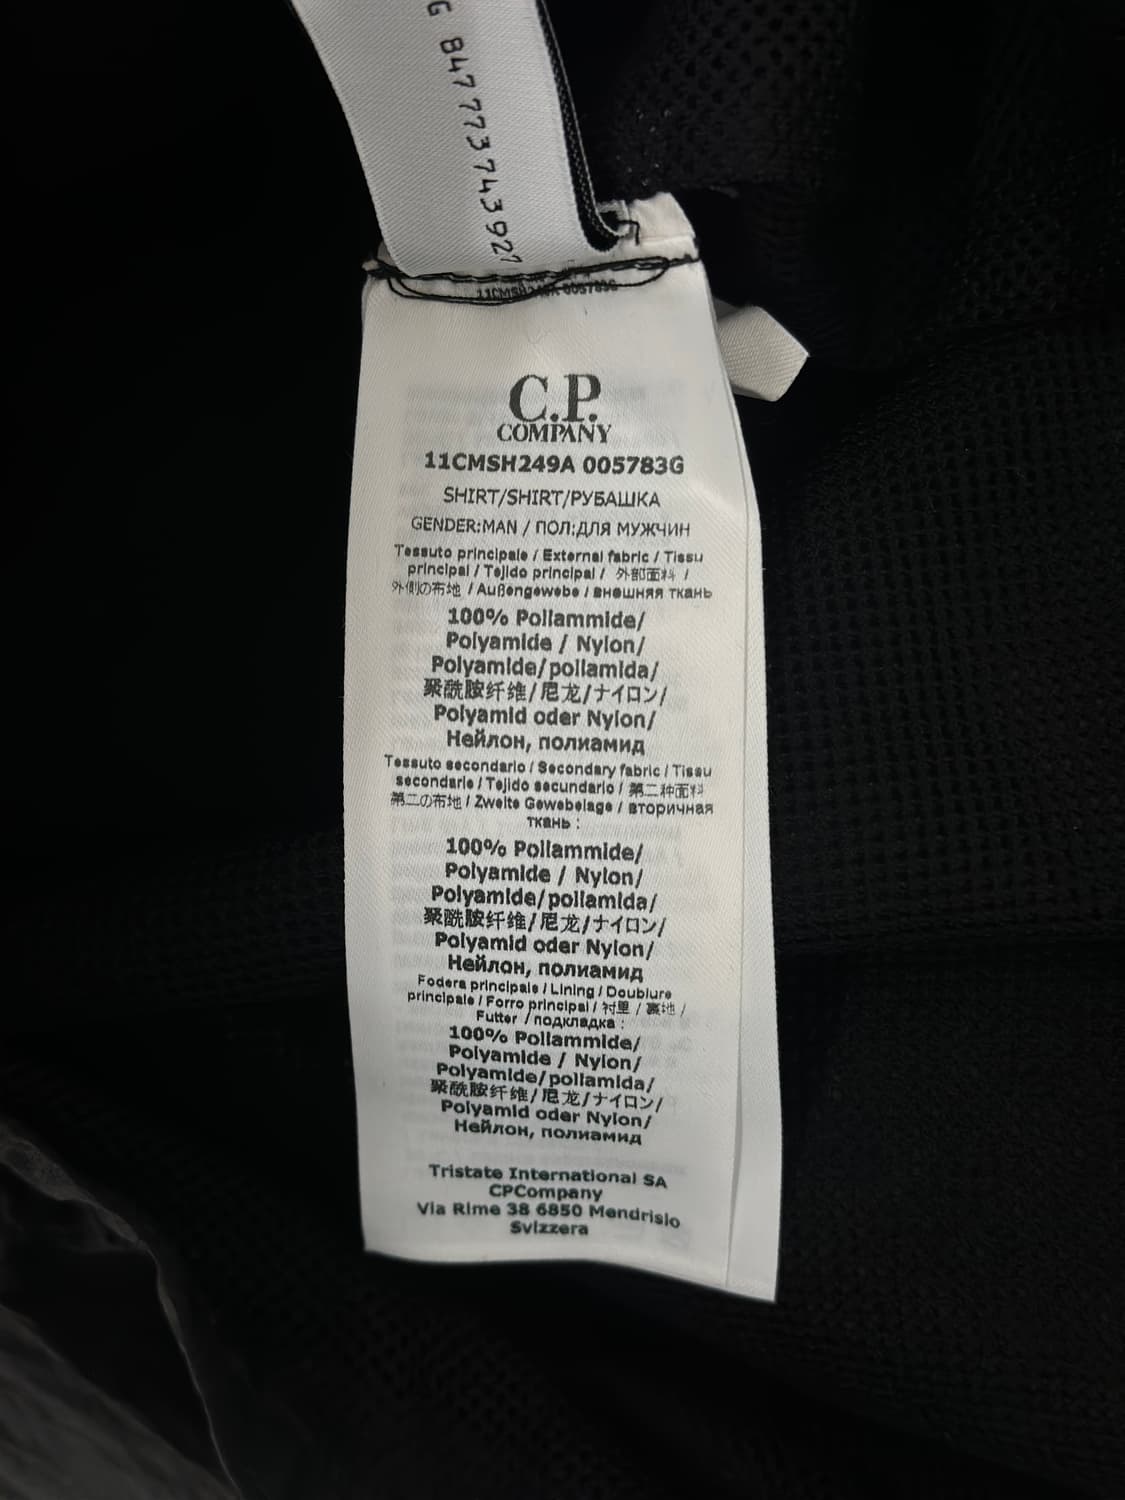 G 8477737743927
11CMSH249A 005783G
C.P.
COMPANY
11CMSH249A 005783G
SHIRT/SHIRT/РУБАШКА
GENDER:MAN / ПОЛ:ДЛЯ МУЖЧИН
Tessuto principale / External fabric / Tissu
principal / Tejido principal / 外部面料 /
外側の布地 / Außengewebe / внешняя ткань
100% Poliammide/
Polyamide / Nylon/
Polyamide/poliamida/
聚酰胺纤维/尼龙/ナイロン/
Polyamid oder Nylon/
Нейлон, полиамид
Tessuto secondario / Secondary fabric / Tissu
secondarie / Tejido secundario / 第二种面料
第二の布地 / Zweite Gewebelage / вторичная
ткань :
100% Poliammide/
Polyamide / Nylon/
Polyamide/poliamida/
聚酰胺纤维/尼龙/ナイロン/
Polyamid oder Nylon/
Нейлон, полиамид
Fodera principale / Lining / Doublure
principale / Forro principal / 衬里 / 裏地 /
Futter / подкладка :
100% Poliammide/
Polyamide / Nylon/
Polyamide/poliamida/
聚酰胺纤维/尼龙/ナイロン/
Polyamid oder Nylon/
Нейлон, полиамид
Tristate International SA
CPCompany
Via Rime 38 6850 Mendrisio
Svizzera